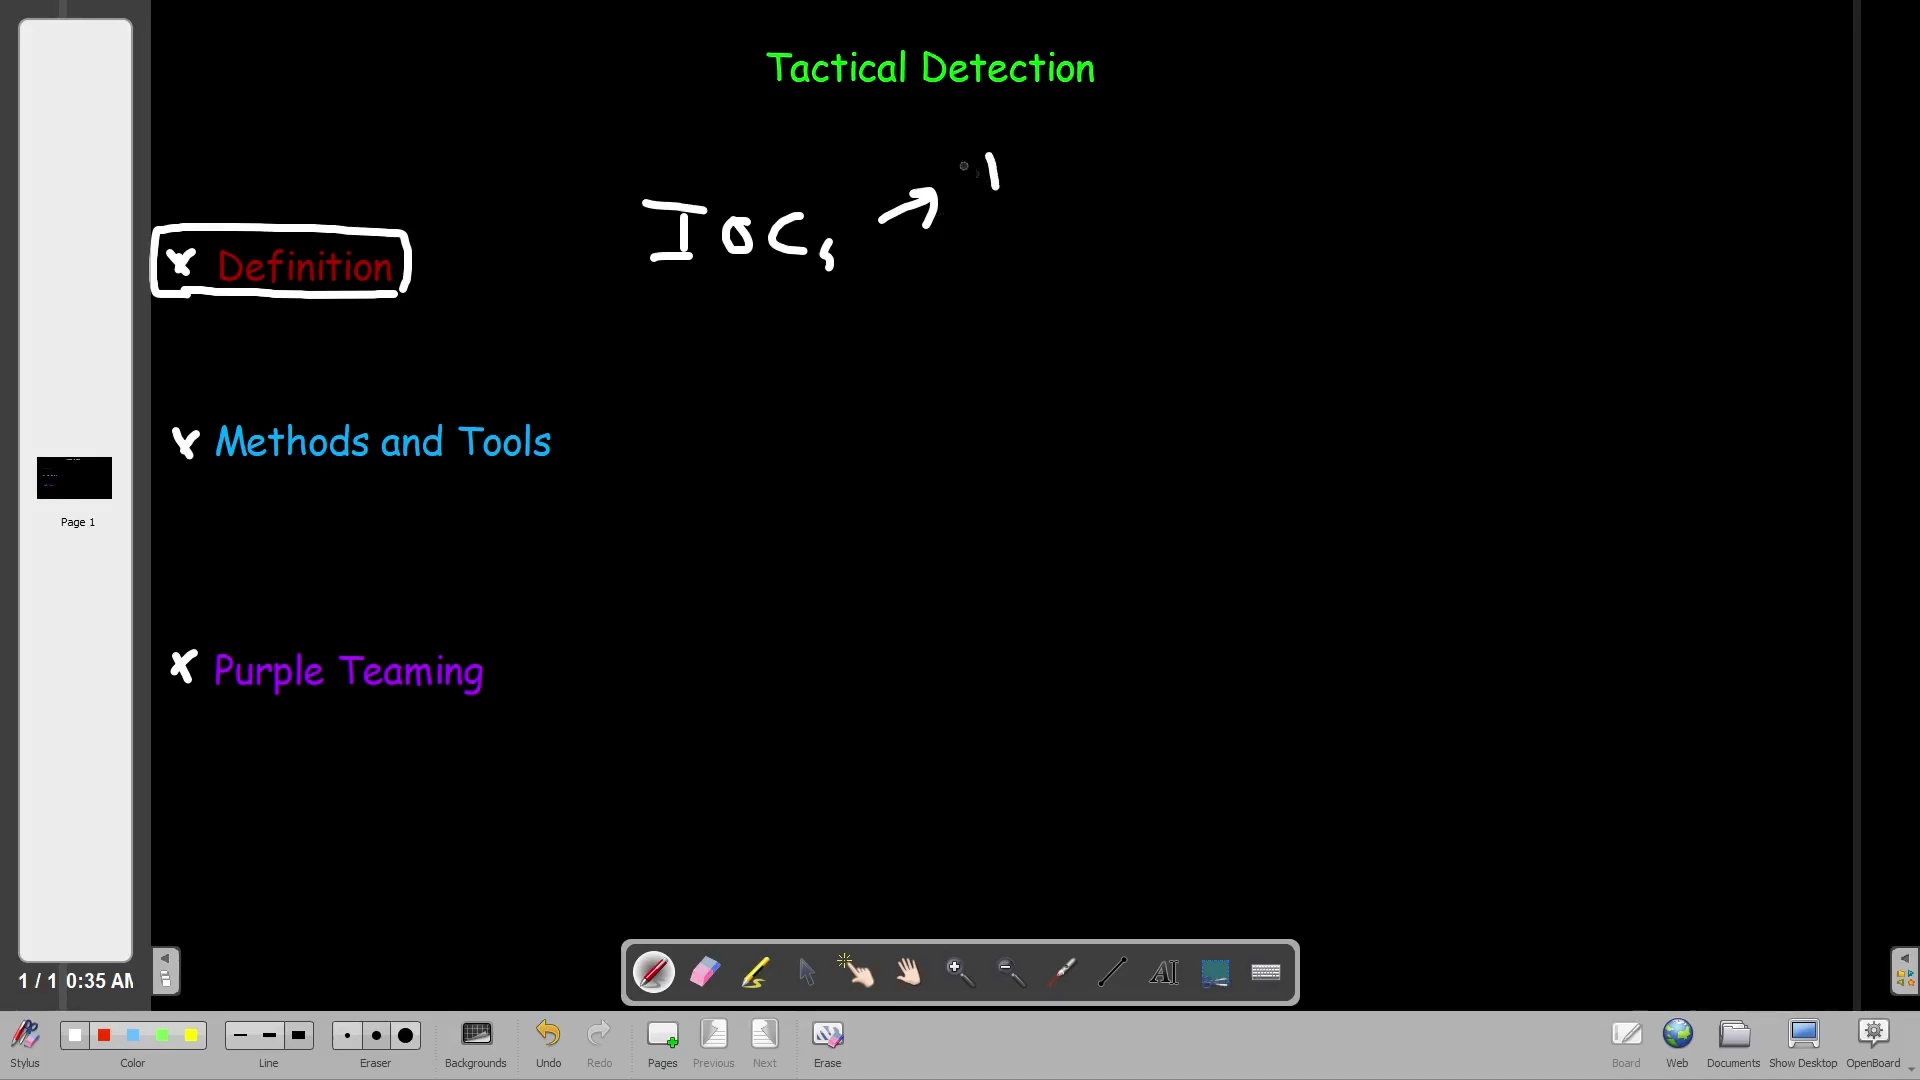 Tactical Detection
IOCs →
Definition
Methods and Tools
Purple Teaming
Page 1
1 / 1 0:35 AM
AI
Stylus
Color
Line
Eraser
Backgrounds
Undo
Redo
Pages
Previous
Next
Erase
Board
Web
Documents
Show Desktop
OpenBoard